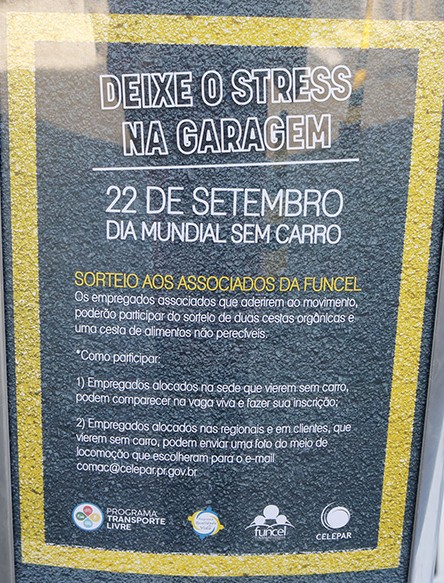 DEIXE O STRESS
NA GARAGEM
22 DE SETEMBRO
DIA MUNDIAL SEM CARRO
SORTEIO AOS ASSOCIADOS DA FUNCEL
Os empregados associados que aderirem ao movimento,
poderão participar do sorteio de duas cestas orgânicas e
uma cesta de alimentos não perecíveis.
*Como participar:
1) Empregados alocados na sede que vierem sem carro,
podem comparecer na vaga viva e fazer sua inscrição;
2) Empregados alocados nas regionais e em clientes, que
vierem sem carro, podem enviar uma foto do meio de
locomoção que escolheram para o e-mail
comac@celepar.pr.gov.br
PROGRAMA
TRANSPORTE
LIVRE
funcel
CELEPAR